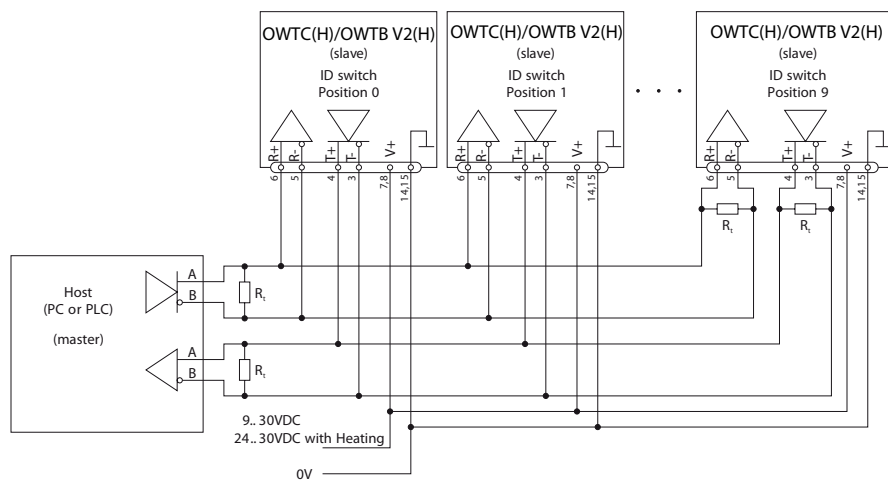 OWTC(H)/OWTB V2(H)
(slave)
ID switch
Position 0
R+
R-
T+
T-
V+
6
5
4
3
7,8
14,15
OWTC(H)/OWTB V2(H)
(slave)
ID switch
Position 1
R+
R-
T+
T-
V+
6
5
4
3
7,8
14,15
. . .
OWTC(H)/OWTB V2(H)
(slave)
ID switch
Position 9
R+
R-
T+
T-
V+
6
5
4
3
7,8
14,15
Rt
Rt
Host
(PC or PLC)
(master)
A
B
Rt
A
B
Rt
9.. 30VDC
24.. 30VDC with Heating
0V